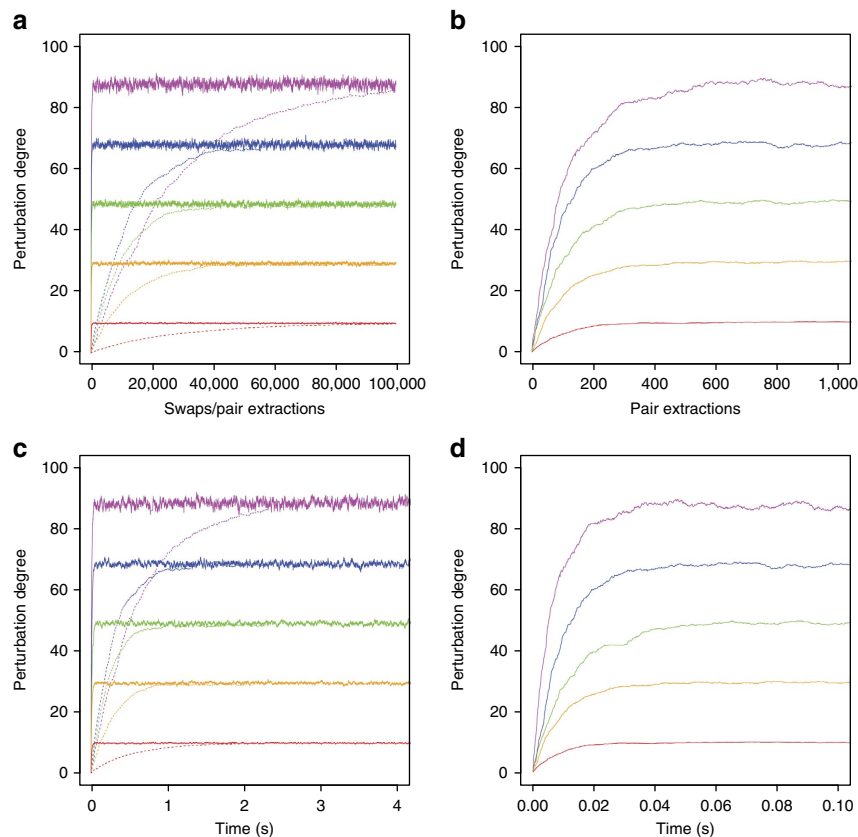 a
100
80
60
40
20
0
Perturbation degree
0 20,000 40,000 60,000 80,000 100,000
Swaps/pair extractions
b
100
80
60
40
20
0
Perturbation degree
0 200 400 600 800 1,000
Pair extractions
c
100
80
60
40
20
0
Perturbation degree
0 1 2 3 4
Time (s)
d
100
80
60
40
20
0
Perturbation degree
0.00 0.02 0.04 0.06 0.08 0.10
Time (s)